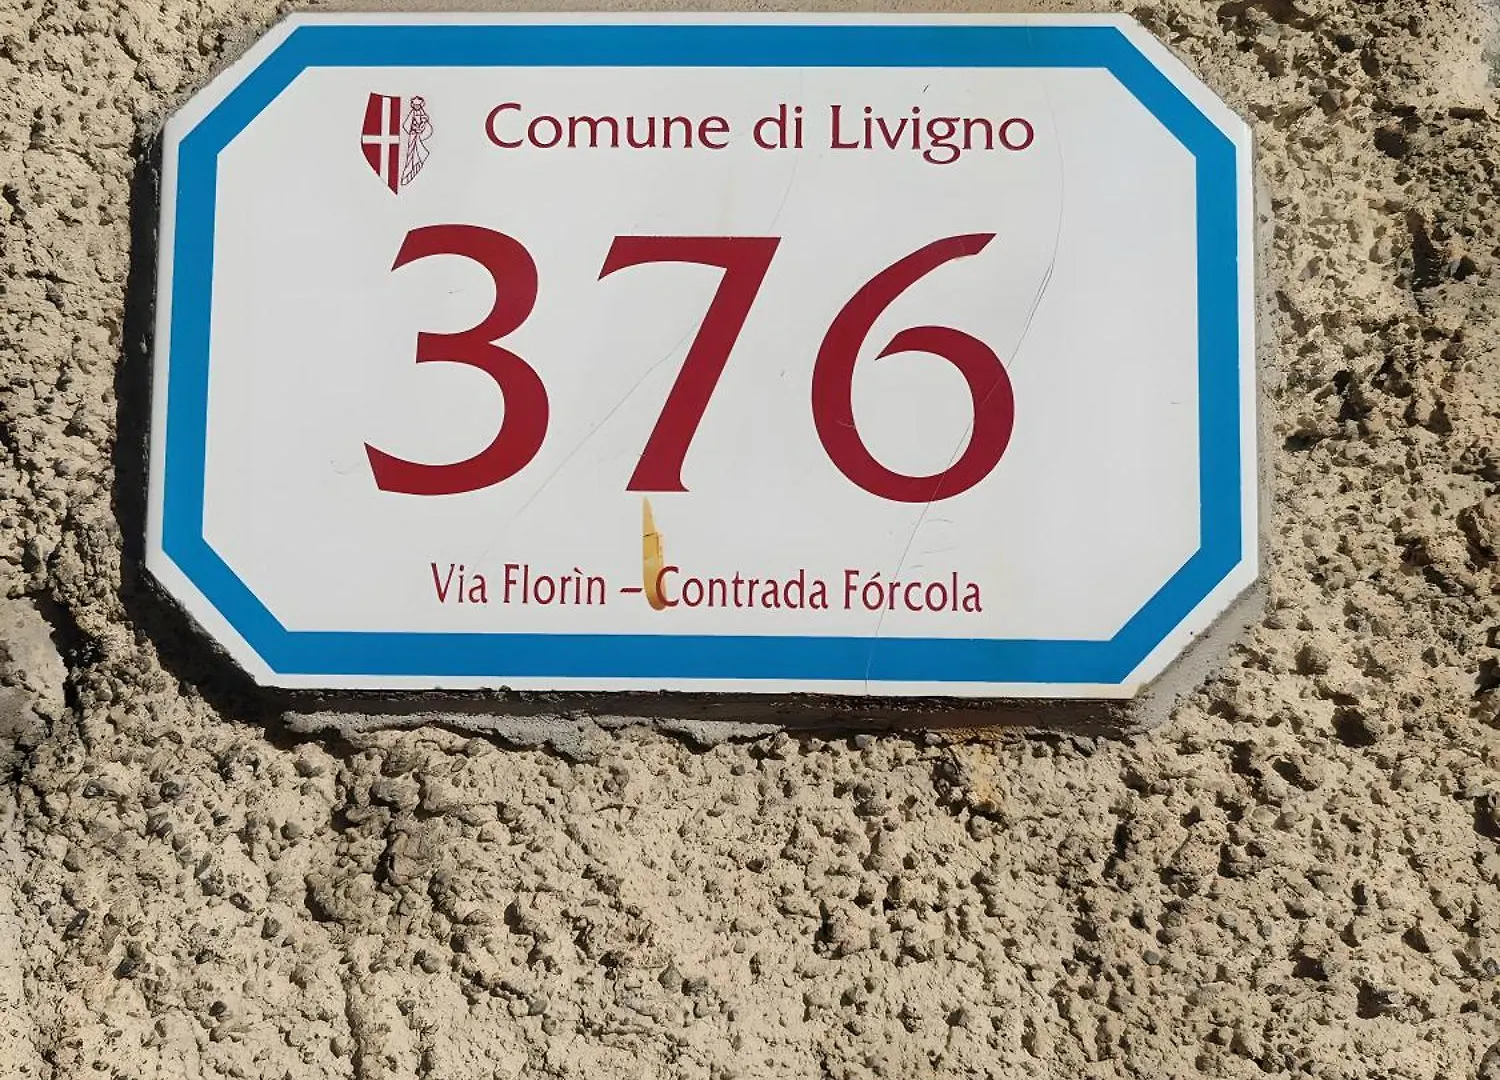 Comune di Livigno
376
Via Florìn – Contrada Fórcola